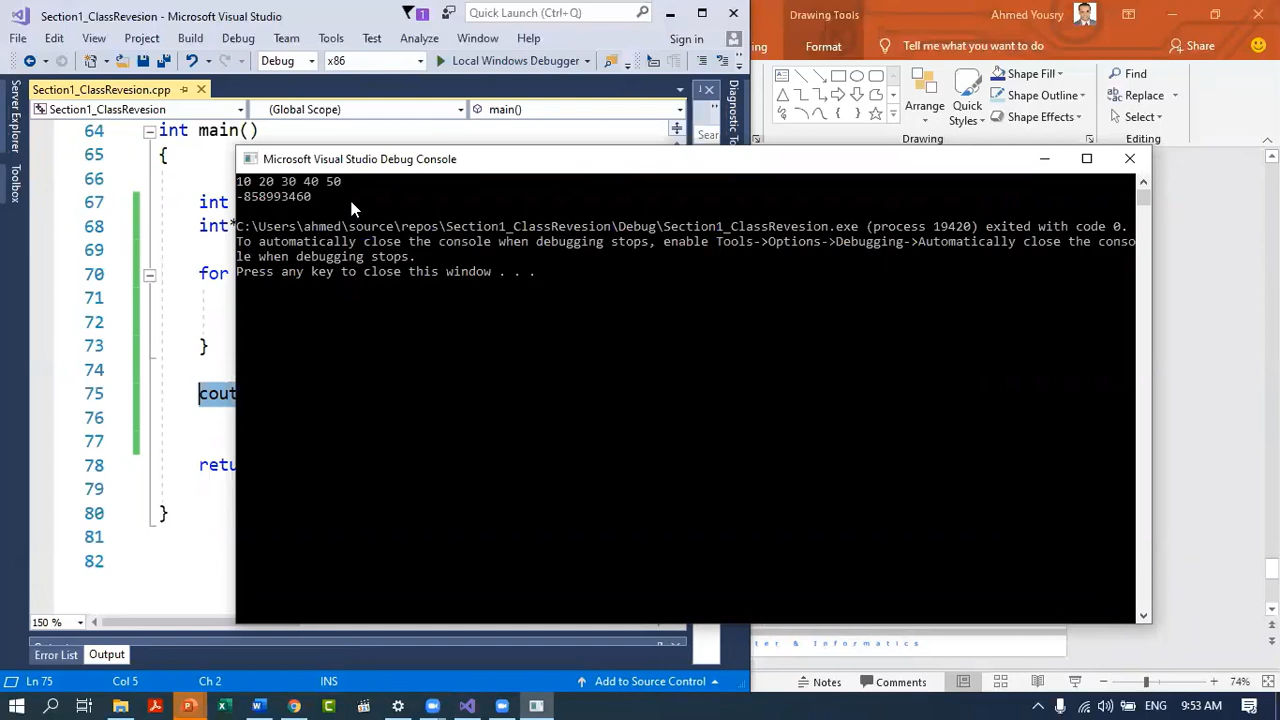 Section1_ClassRevesion - Microsoft Visual Studio
1
Quick Launch (Ctrl+Q)
Drawing Tools
Ahmed Yousry
File Edit View Project Build Debug Team Tools Test Analyze Window Help Sign in
Format
Tell me what you want to do
Share
Debug x86 Local Windows Debugger
Section1_ClassRevesion.cpp
Section1_ClassRevesion (Global Scope) main()
Arrange
Quick Styles
Shape Fill
Shape Outline
Shape Effects
Find
Replace
Select
Drawing
Editing
Server Explorer
Toolbox
Diagnostic T
Sear
64 int main()
65 {
66
67 int
68 int*
69
70 for
71
72
73 }
74
75 cout
76
77
78 retu
79
80 }
81
82
Microsoft Visual Studio Debug Console
10 20 30 40 50
-858993460
C:\Users\ahmed\source\repos\Section1_ClassRevesion\Debug\Section1_ClassRevesion.exe (process 19420) exited with code 0.
To automatically close the console when debugging stops, enable Tools->Options->Debugging->Automatically close the conso
le when debugging stops.
Press any key to close this window . . .
150 %
ter & Informatics
Error List Output
Ln 75 Col 5 Ch 2 INS Add to Source Control
Notes Comments 74%
9:53 AM